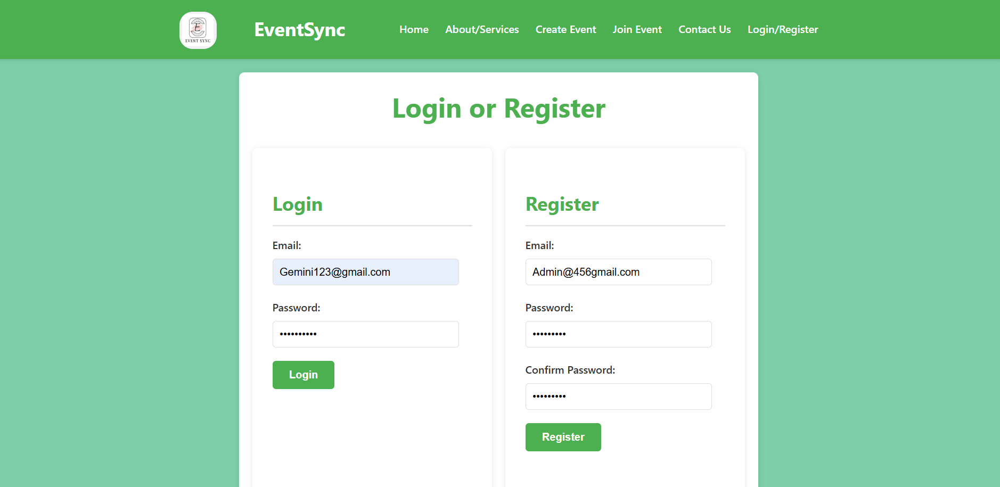 E
EVENT SYNC
EventSync
Home About/Services Create Event Join Event Contact Us Login/Register
Login or Register
Login
Email:
Gemini123@gmail.com
Password:
••••••••••
Login
Register
Email:
Admin@456gmail.com
Password:
•••••••••
Confirm Password:
•••••••••
Register